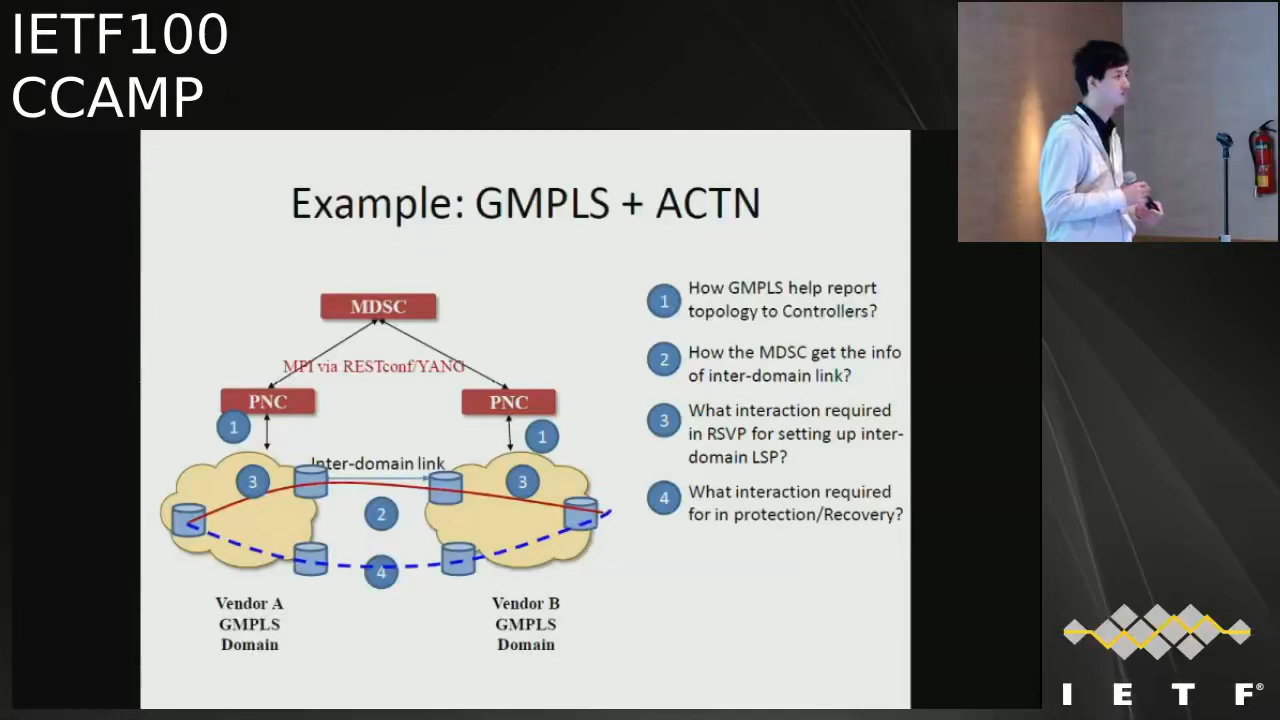 IETF100
CCAMP
Example: GMPLS + ACTN
MDSC
MPI via RESTconf/YANG
PNC
PNC
1
1
Inter-domain link
3
3
2
4
Vendor A
GMPLS
Domain
Vendor B
GMPLS
Domain
1
How GMPLS help report
topology to Controllers?
2
How the MDSC get the info
of inter-domain link?
3
What interaction required
in RSVP for setting up inter-
domain LSP?
4
What interaction required
for in protection/Recovery?
I E T F®